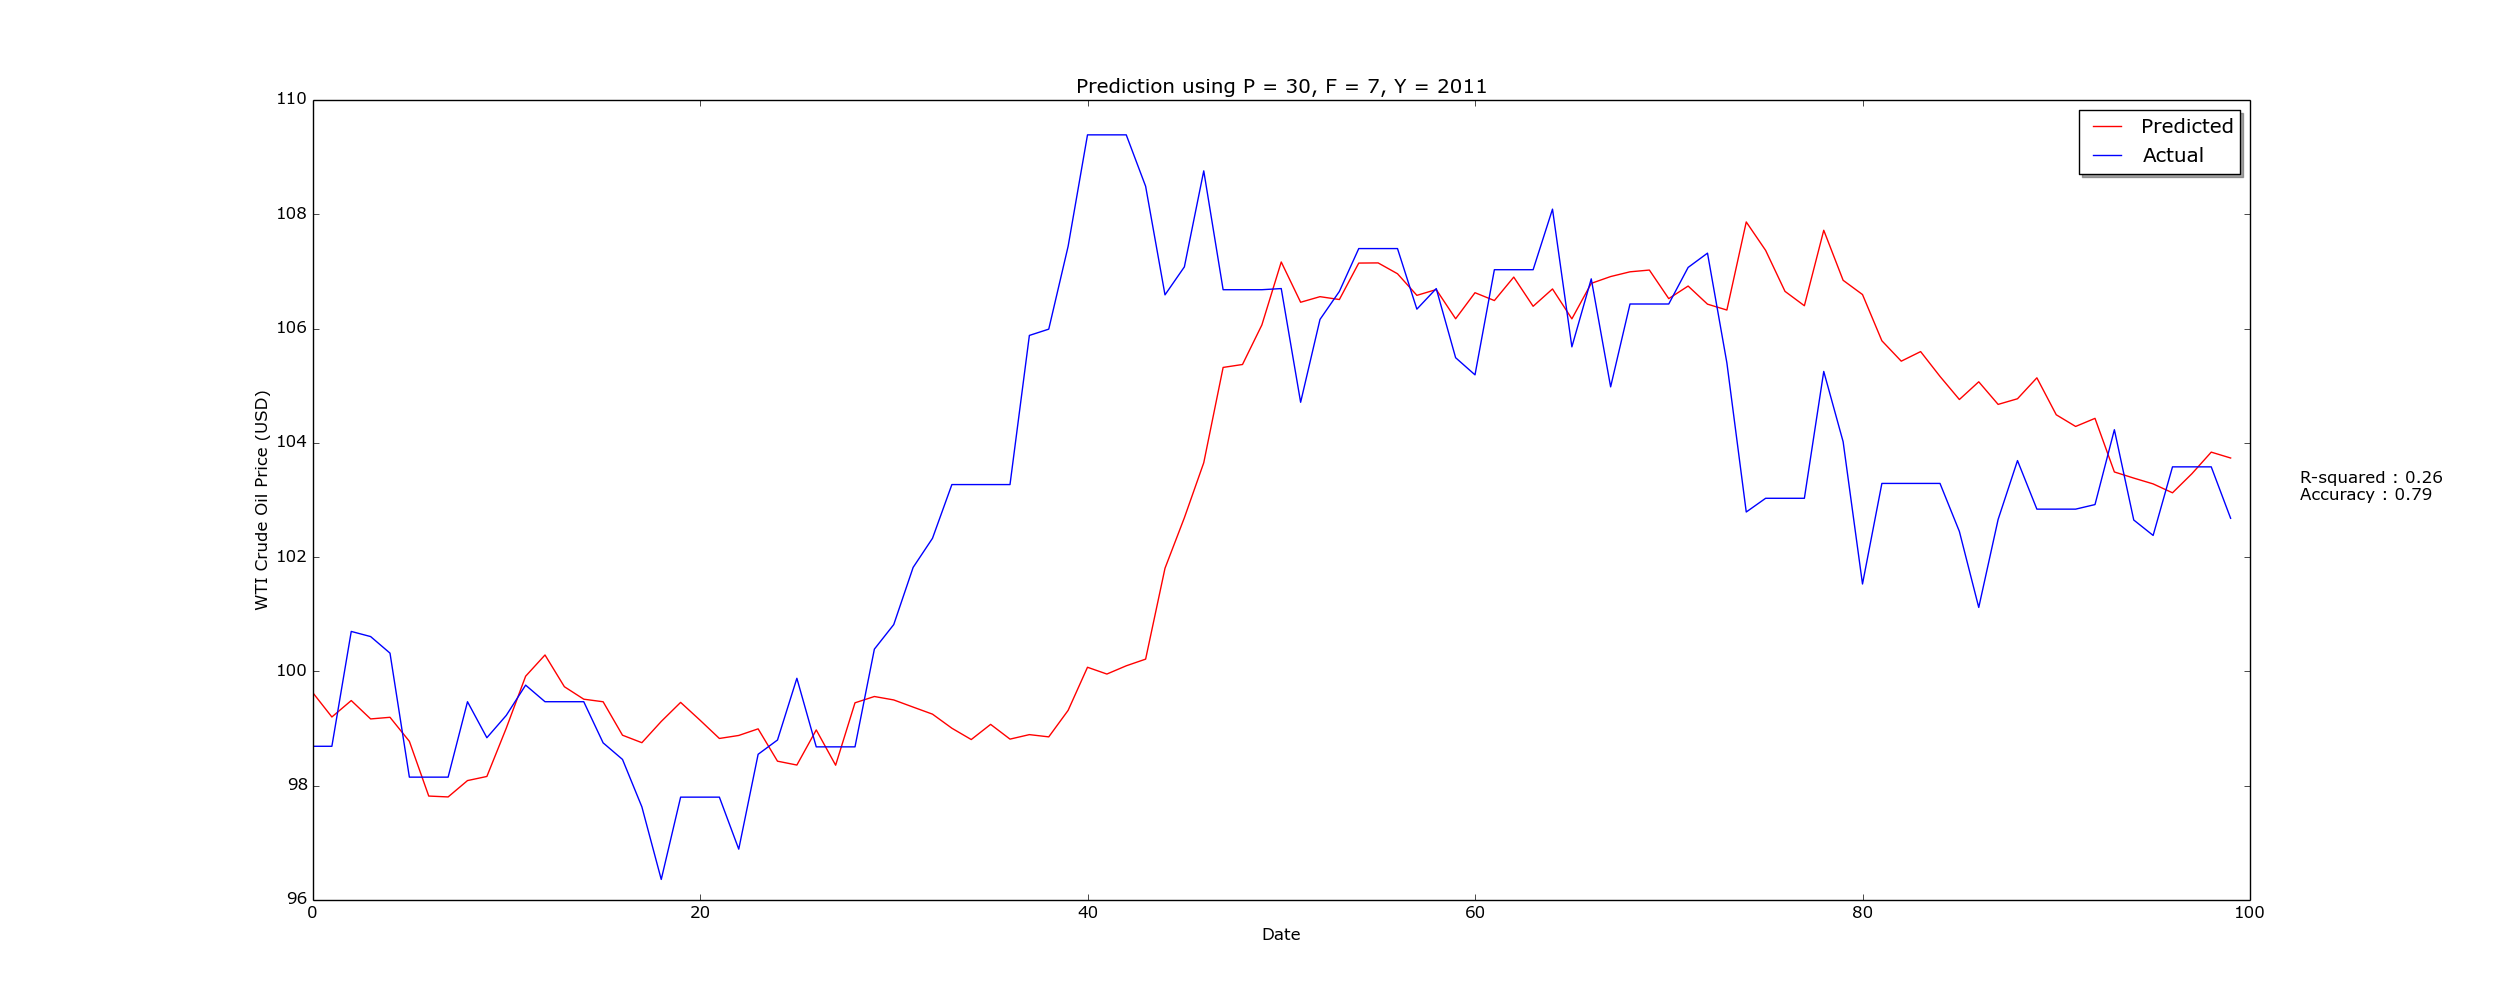 Prediction using P = 30, F = 7, Y = 2011
Predicted
Actual
110
108
106
104
102
100
98
96
WTI Crude Oil Price (USD)
R-squared : 0.26
Accuracy : 0.79
0 20 40 60 80 100
Date